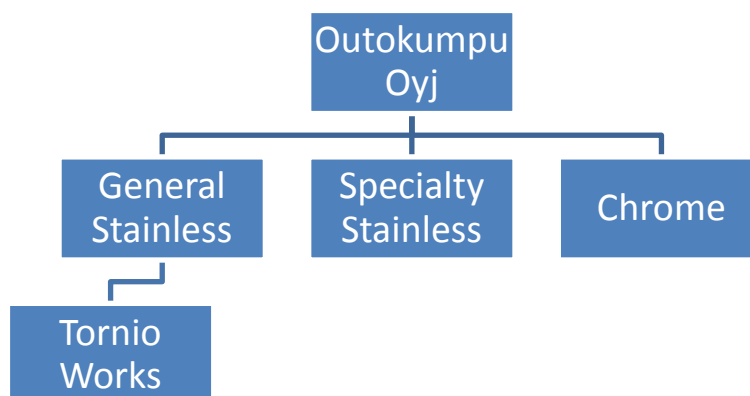 Outokumpu
Oyj
General
Stainless
Specialty
Stainless
Chrome
Tornio
Works